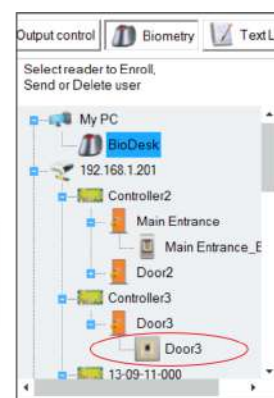 Output control
Biometry
Text L
Select reader to Enroll,
Send or Delete user
My PC
BioDesk
192.168.1.201
Controller2
Main Entrance
Main Entrance_E
Door2
Controller3
Door3
Door3
13-09-11-000